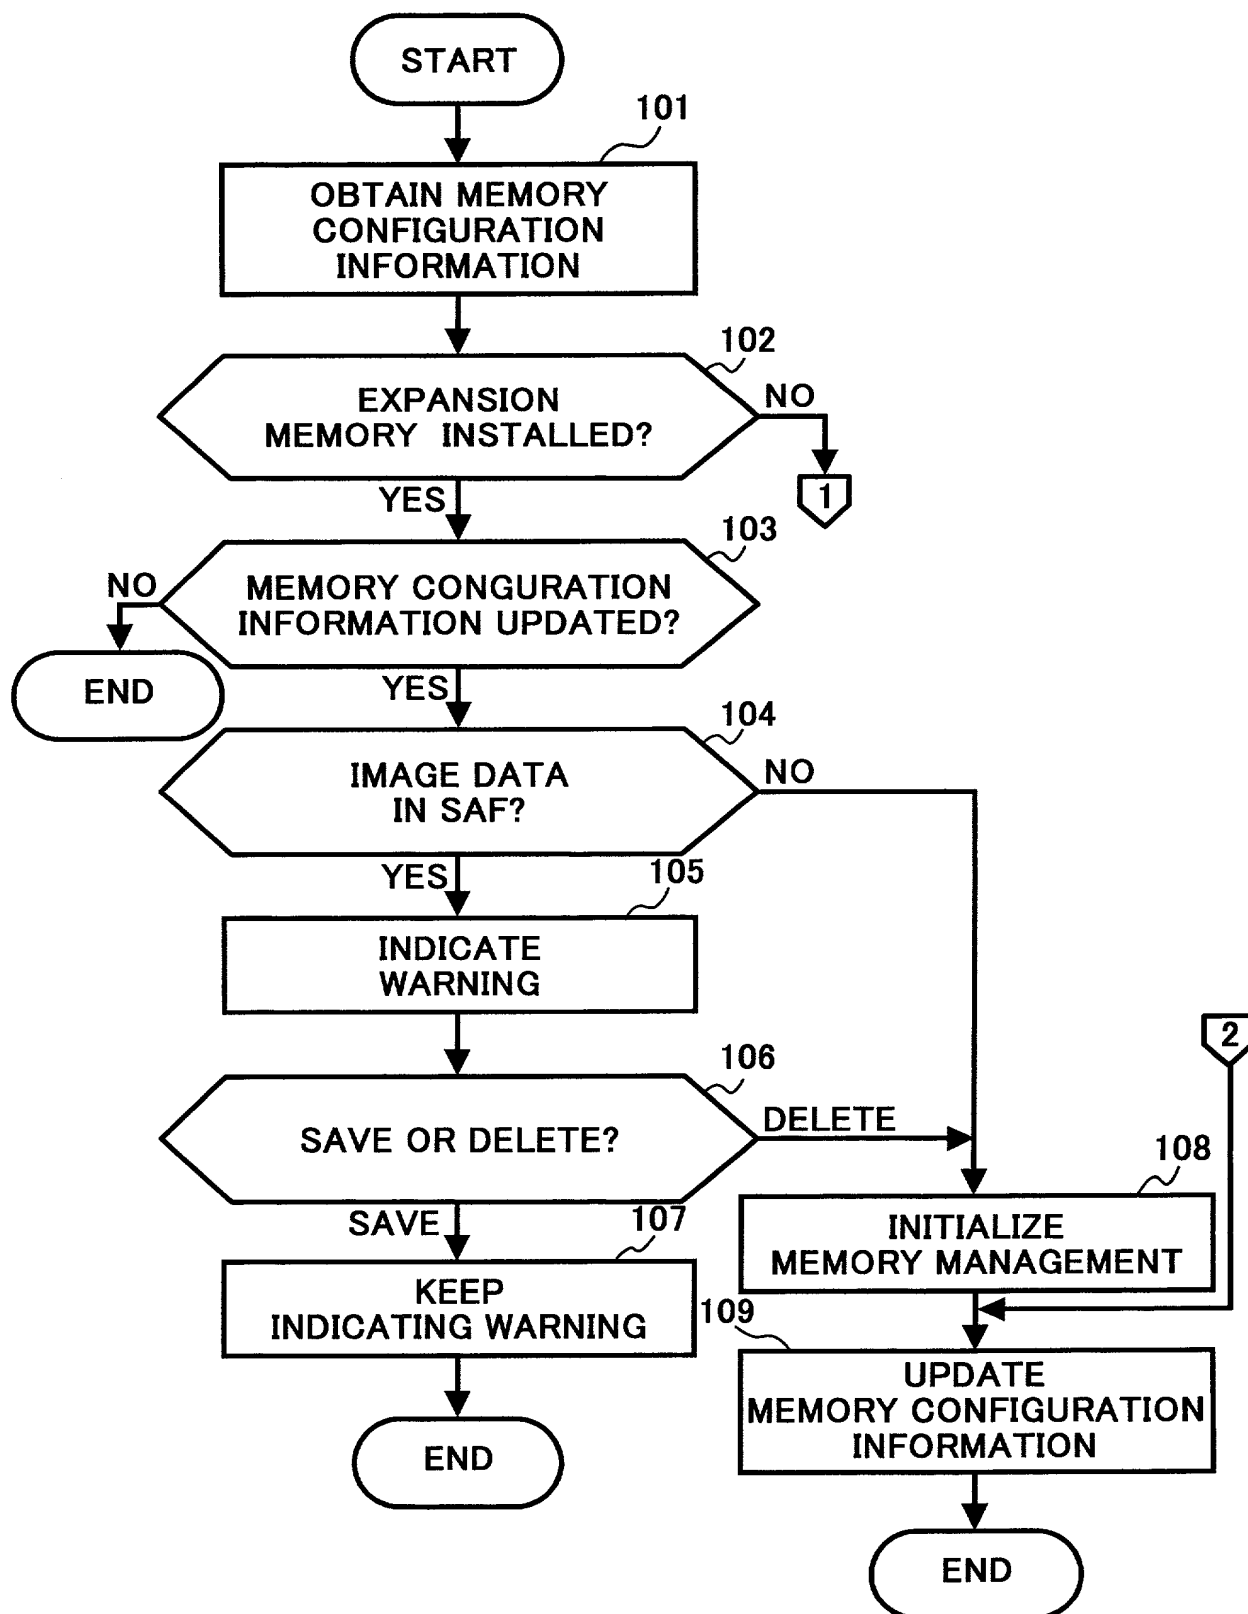 START
101
OBTAIN MEMORY
CONFIGURATION
INFORMATION
102
EXPANSION
MEMORY INSTALLED?
NO
1
YES
103
MEMORY CONGURATION
INFORMATION UPDATED?
NO
END
YES
104
IMAGE DATA
IN SAF?
NO
YES
105
INDICATE
WARNING
2
106
SAVE OR DELETE?
DELETE
108
INITIALIZE
MEMORY MANAGEMENT
SAVE
107
KEEP
INDICATING WARNING
109
UPDATE
MEMORY CONFIGURATION
INFORMATION
END
END